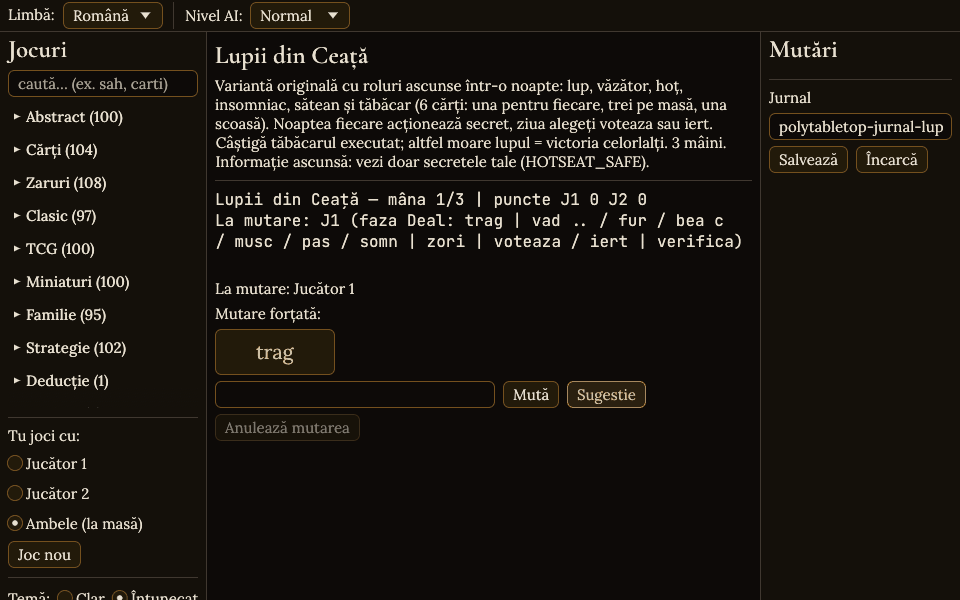 Limbă: Română ▼ Nivel AI: Normal ▼
Jocuri
caută... (ex. sah, carti)
▸ Abstract (100)
▸ Cărți (104)
▸ Zaruri (108)
▸ Clasic (97)
▸ TCG (100)
▸ Miniaturi (100)
▸ Familie (95)
▸ Strategie (102)
▸ Deducție (1)
Tu joci cu:
Jucător 1
Jucător 2
Ambele (la masă)
Joc nou
Temă: Clar Întunecat
Lupii din Ceață
Variantă originală cu roluri ascunse într-o noapte: lup, văzător, hoț,
insomniac, sătean și tăbăcar (6 cărți: una pentru fiecare, trei pe masă, una
scoasă). Noaptea fiecare acționează secret, ziua alegeți voteaza sau iert.
Câștigă tăbăcarul executat; altfel moare lupul = victoria celorlalți. 3 mâini.
Informație ascunsă: vezi doar secretele tale (HOTSEAT_SAFE).
Lupii din Ceață — mâna 1/3 | puncte J1 0 J2 0
La mutare: J1 (faza Deal: trag | vad .. / fur / bea c
/ musc / pas / somn | zori | voteaza / iert | verifica)
La mutare: Jucător 1
Mutare forțată:
trag
Mută Sugestie
Anulează mutarea
Mutări
Jurnal
polytabletop-jurnal-lup
Salvează Încarcă